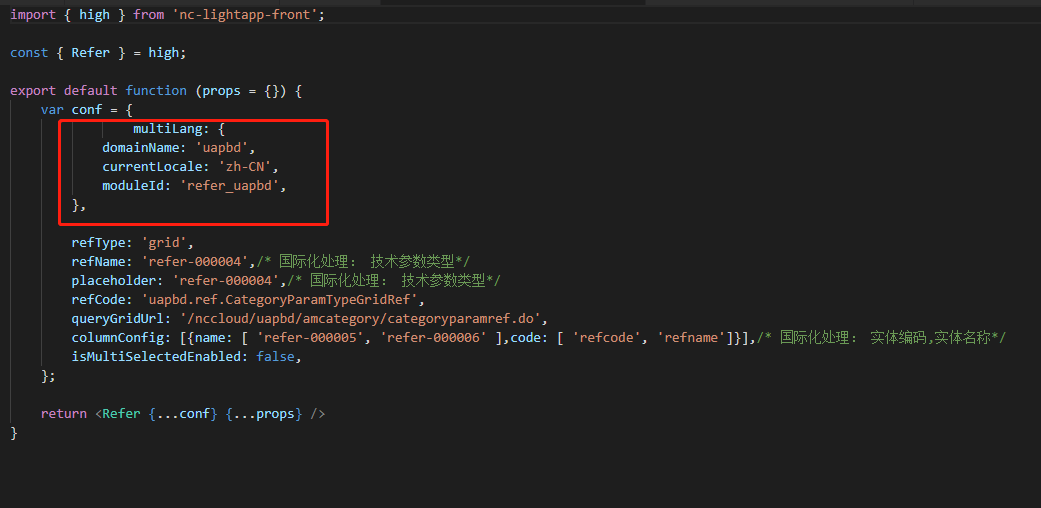 import { high } from 'nc-lightapp-front';
const { Refer } = high;
export default function (props = {}) {
var conf = {
multiLang: {
domainName: 'uapbd',
currentLocale: 'zh-CN',
moduleId: 'refer_uapbd',
},
refType: 'grid',
refName: 'refer-000004',/* 国际化处理: 技术参数类型*/
placeholder: 'refer-000004',/* 国际化处理: 技术参数类型*/
refCode: 'uapbd.ref.CategoryParamTypeGridRef',
queryGridUrl: '/nccloud/uapbd/amcategory/categoryparamref.do',
columnConfig: [{name: [ 'refer-000005', 'refer-000006' ],code: [ 'refcode', 'refname']}],/* 国际化处理: 实体编码,实体名称*/
isMultiSelectedEnabled: false,
};
return <Refer {...conf} {...props} />
}